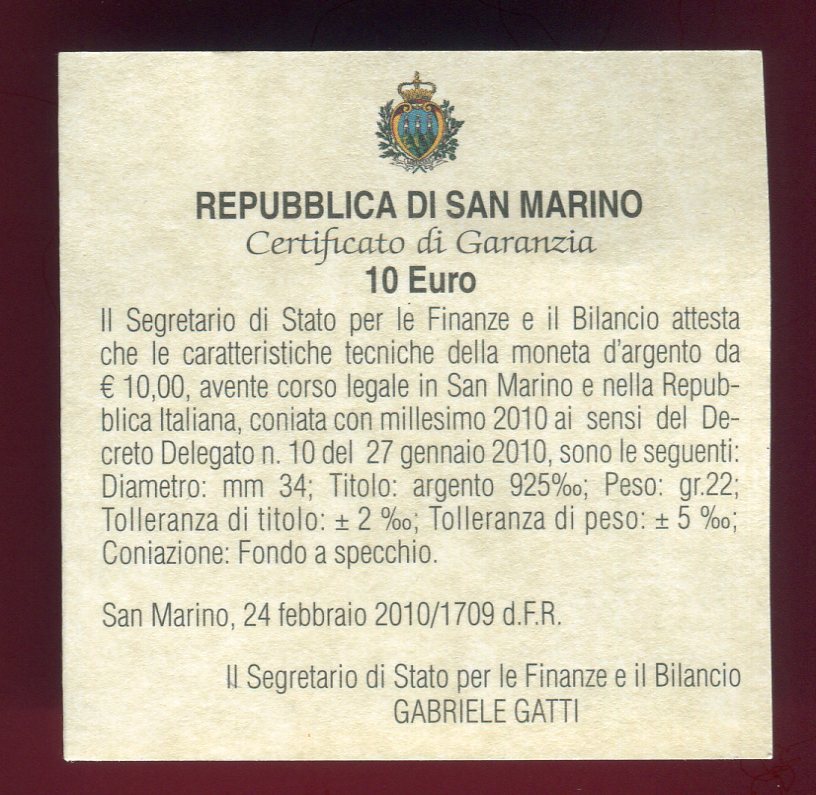 REPUBBLICA DI SAN MARINO
Certificato di Garanzia
10 Euro
Il Segretario di Stato per le Finanze e il Bilancio attesta
che le caratteristiche tecniche della moneta d'argento da
€ 10,00, avente corso legale in San Marino e nella Repub-
blica Italiana, coniata con millesimo 2010 ai sensi del De-
creto Delegato n. 10 del 27 gennaio 2010, sono le seguenti:
Diametro: mm 34; Titolo: argento 925‰; Peso: gr.22;
Tolleranza di titolo: ± 2 ‰; Tolleranza di peso: ± 5 ‰;
Coniazione: Fondo a specchio.
San Marino, 24 febbraio 2010/1709 d.F.R.
Il Segretario di Stato per le Finanze e il Bilancio
GABRIELE GATTI